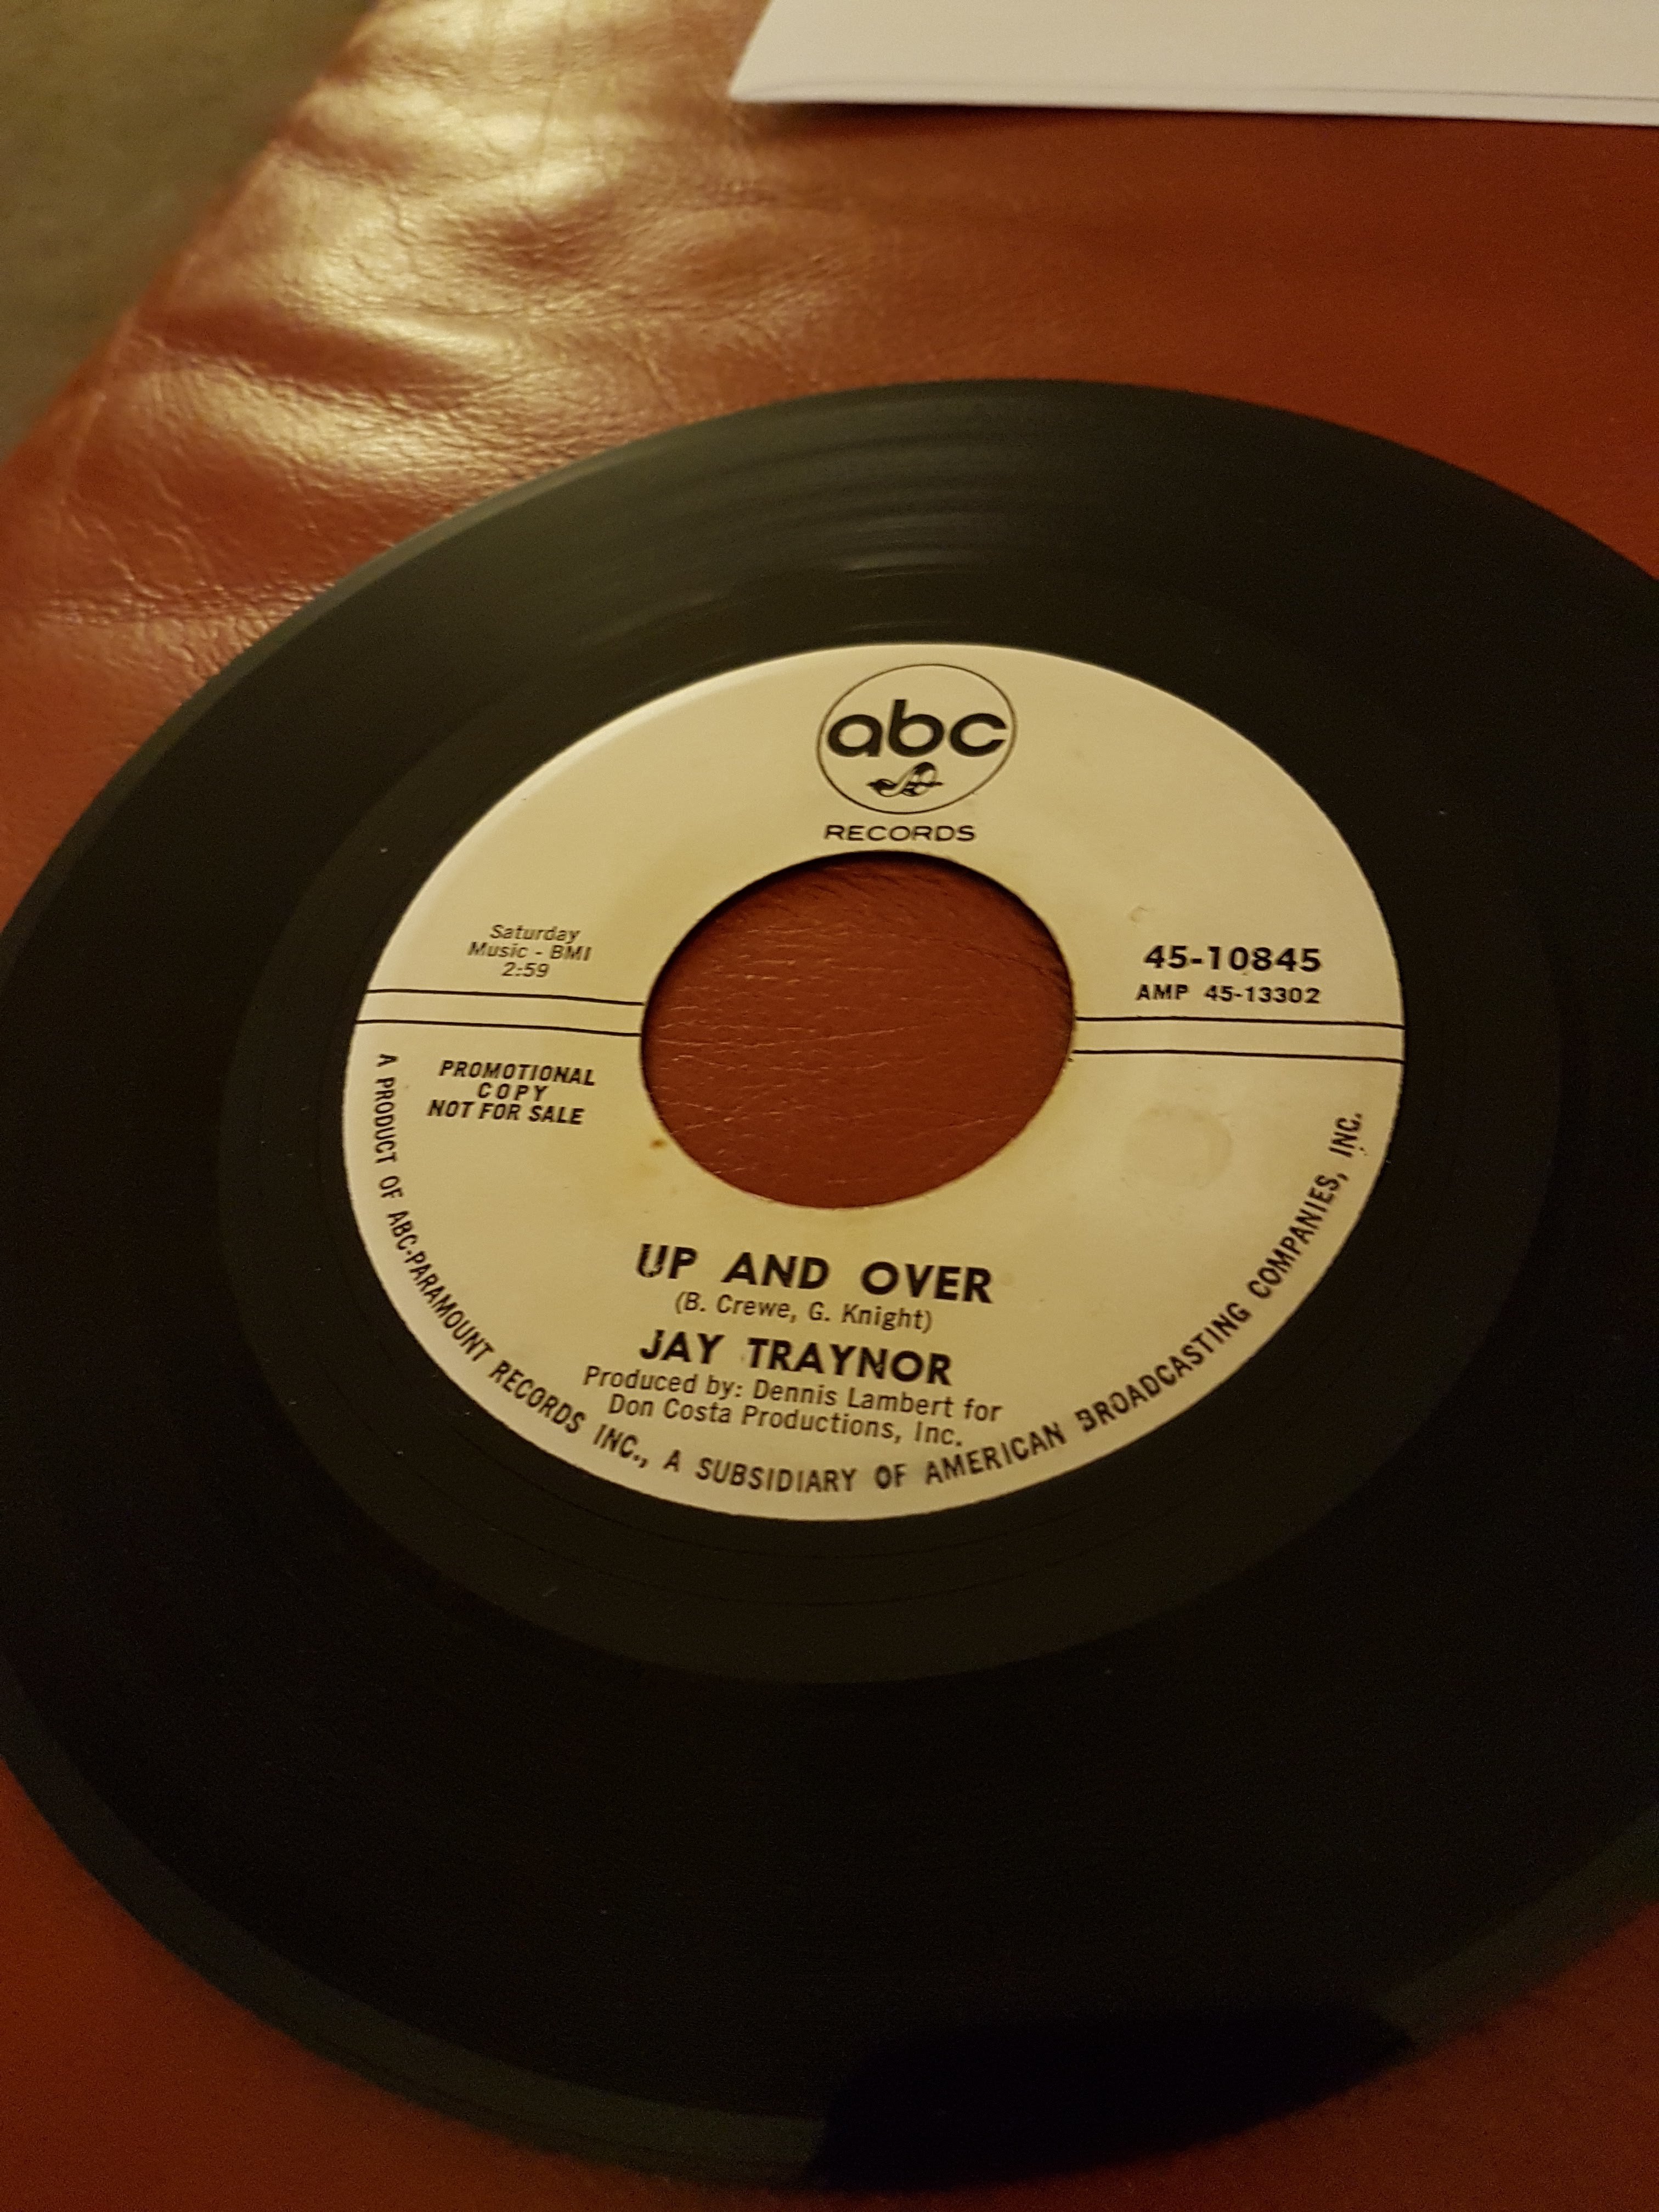 abc
RECORDS
Saturday
Music - BMI
2:59
45-10845
AMP 45-13302
PROMOTIONAL
COPY
NOT FOR SALE
UP AND OVER
(B. Crewe, G. Knight)
JAY TRAYNOR
Produced by: Dennis Lambert for
Don Costa Productions, Inc.
A PRODUCT OF ABC-PARAMOUNT RECORDS INC., A SUBSIDIARY OF AMERICAN BROADCASTING COMPANIES, INC.